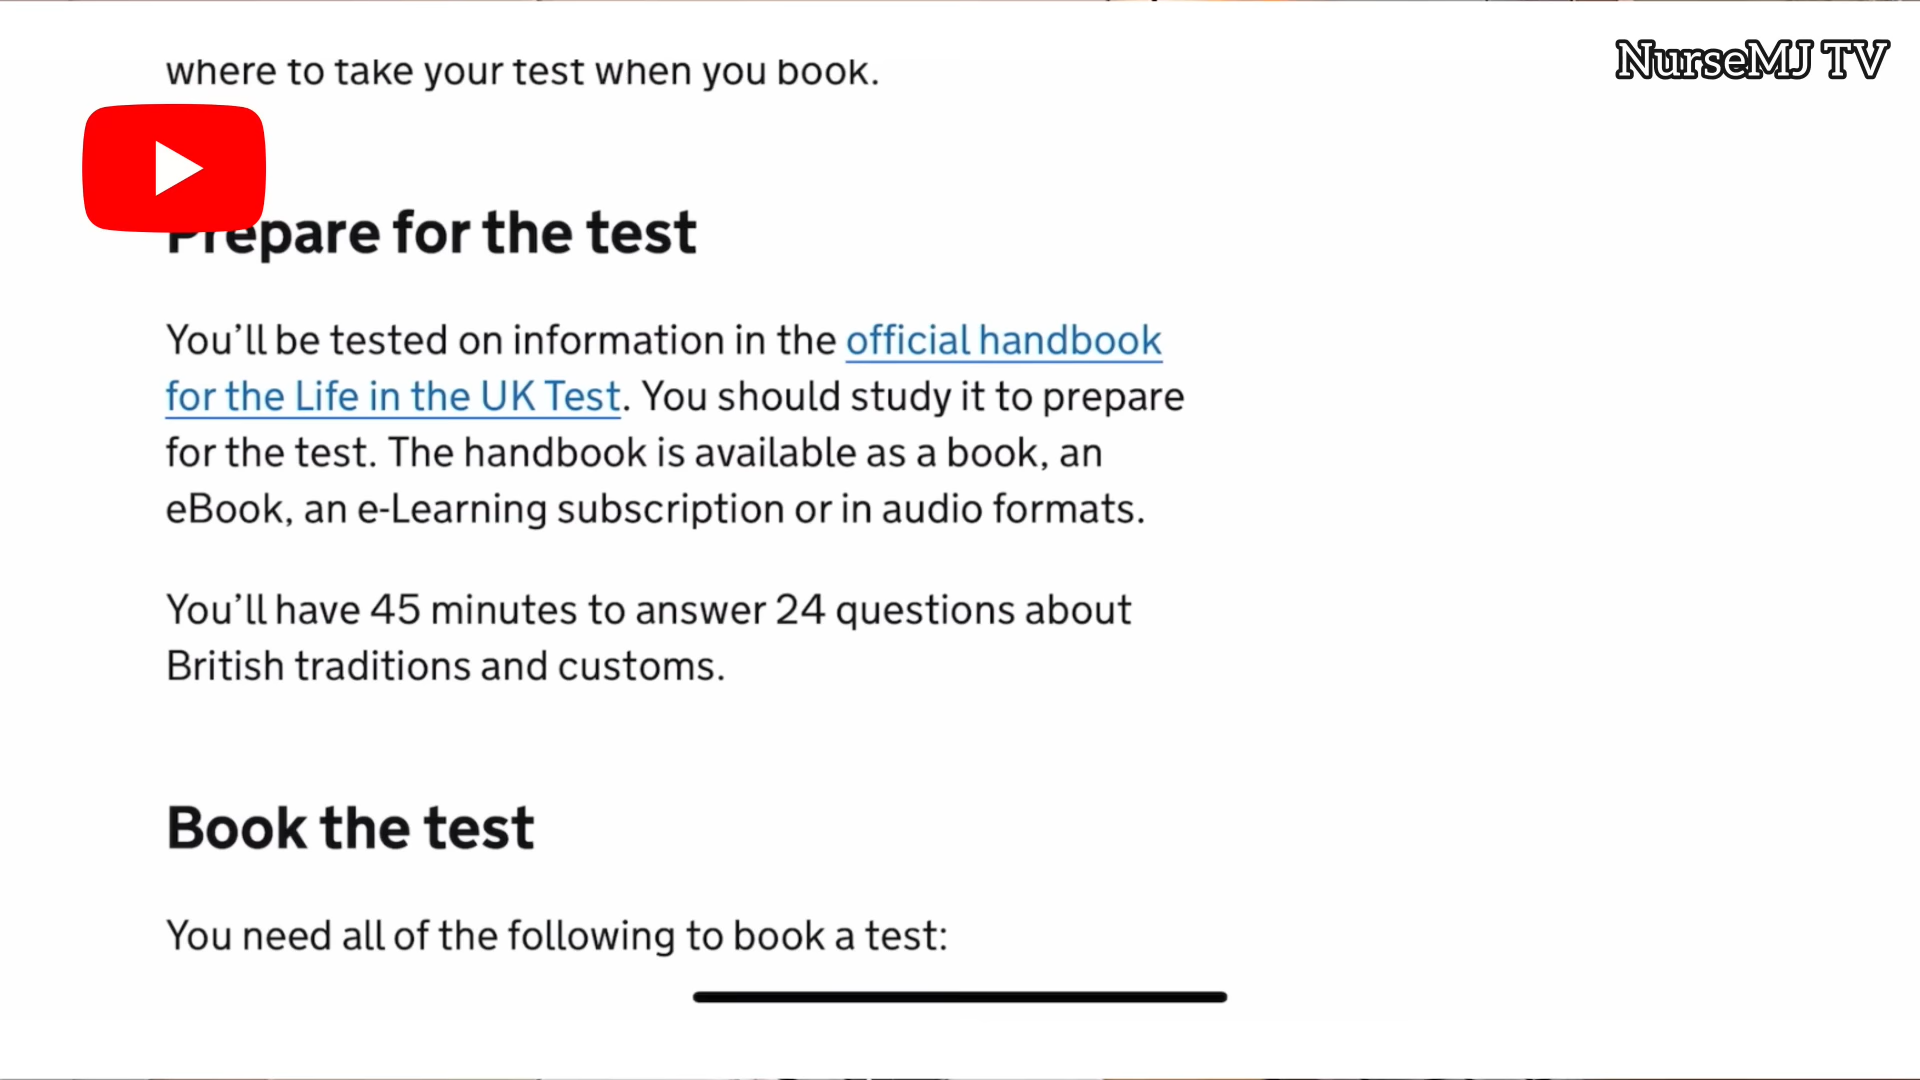 where to take your test when you book.
NurseMJ TV
Prepare for the test
You'll be tested on information in the official handbook
for the Life in the UK Test. You should study it to prepare
for the test. The handbook is available as a book, an
eBook, an e-Learning subscription or in audio formats.
You'll have 45 minutes to answer 24 questions about
British traditions and customs.
Book the test
You need all of the following to book a test: